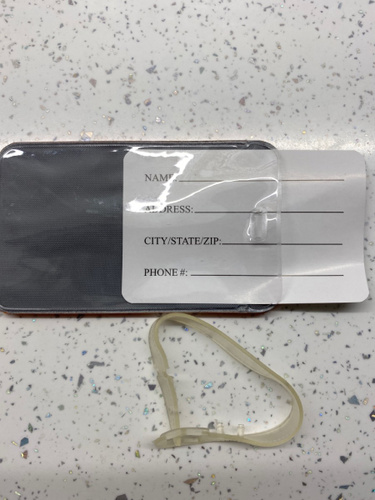 NAME:
ADDRESS:
CITY/STATE/ZIP:
PHONE #: